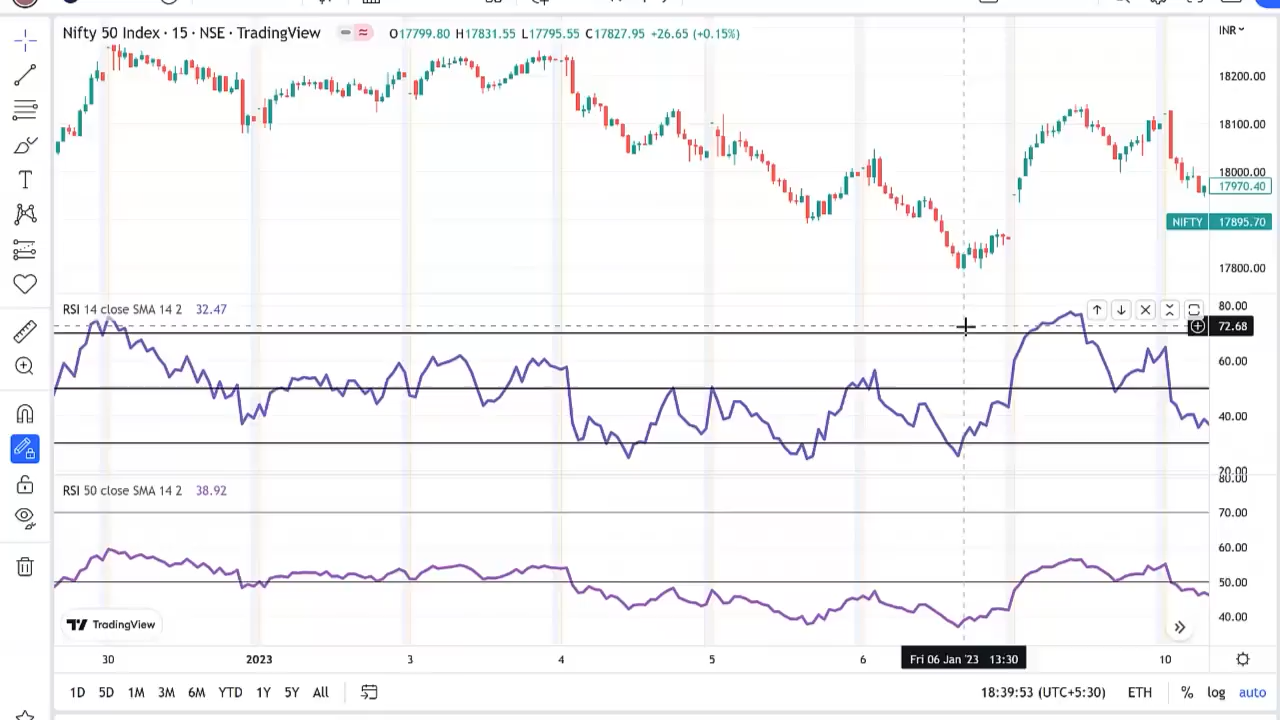 Nifty 50 Index · 15 · NSE · TradingView
O17799.80 H17831.55 L17795.55 C17827.95 +26.65 (+0.15%)
INR
18200.00
18100.00
18000.00
17970.40
NIFTY 17895.70
17800.00
RSI 14 close SMA 14 2 32.47
80.00
72.68
60.00
40.00
20.00
RSI 50 close SMA 14 2 38.92
80.00
70.00
60.00
50.00
40.00
TradingView
30 2023 3 4 5 6 Fri 06 Jan '23 13:30 10
1D 5D 1M 3M 6M YTD 1Y 5Y All
18:39:53 (UTC+5:30) ETH % log auto